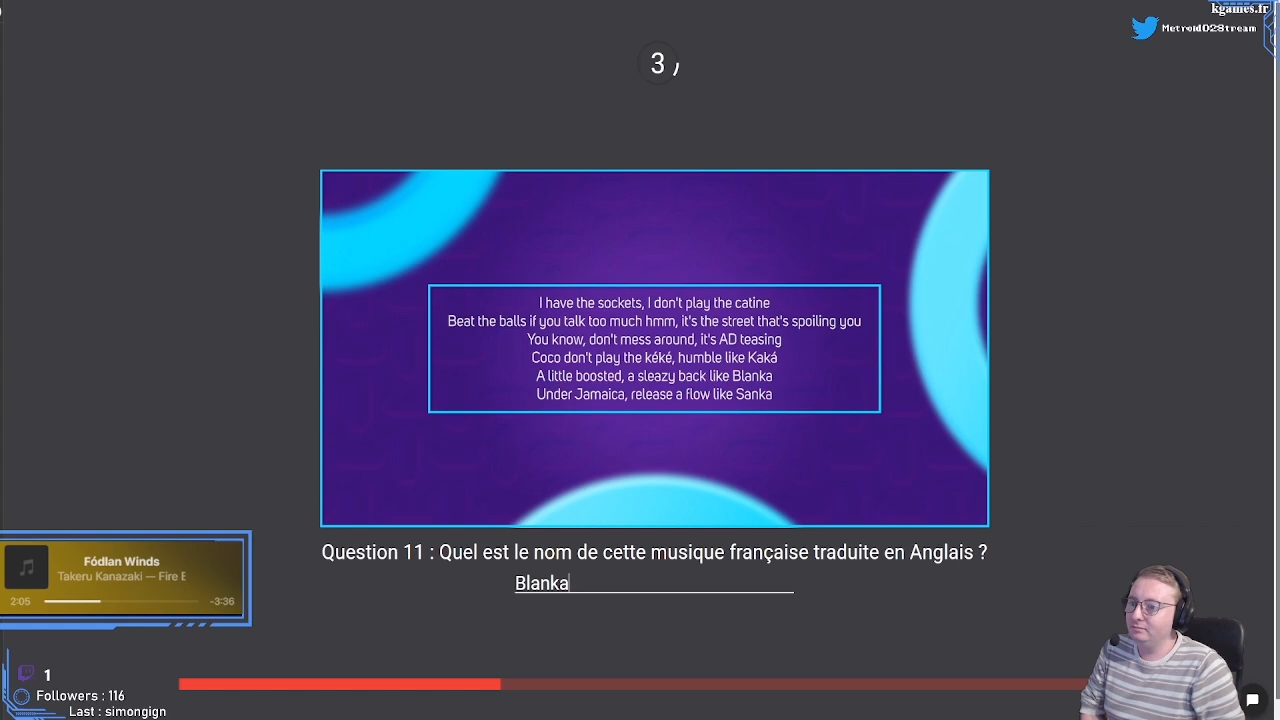 kgames.fr
Metroid02Stream
3
I have the sockets, I don't play the catine
Beat the balls if you talk too much hmm, it's the street that's spoiling you
You know, don't mess around, it's AD teasing
Coco don't play the kéké, humble like Kaká
A little boosted, a sleazy back like Blanka
Under Jamaica, release a flow like Sanka
Question 11 : Quel est le nom de cette musique française traduite en Anglais ?
Blanka
Fódlan Winds
Takeru Kanazaki — Fire E
2:05 -3:36
1
Followers : 116
Last : simongign